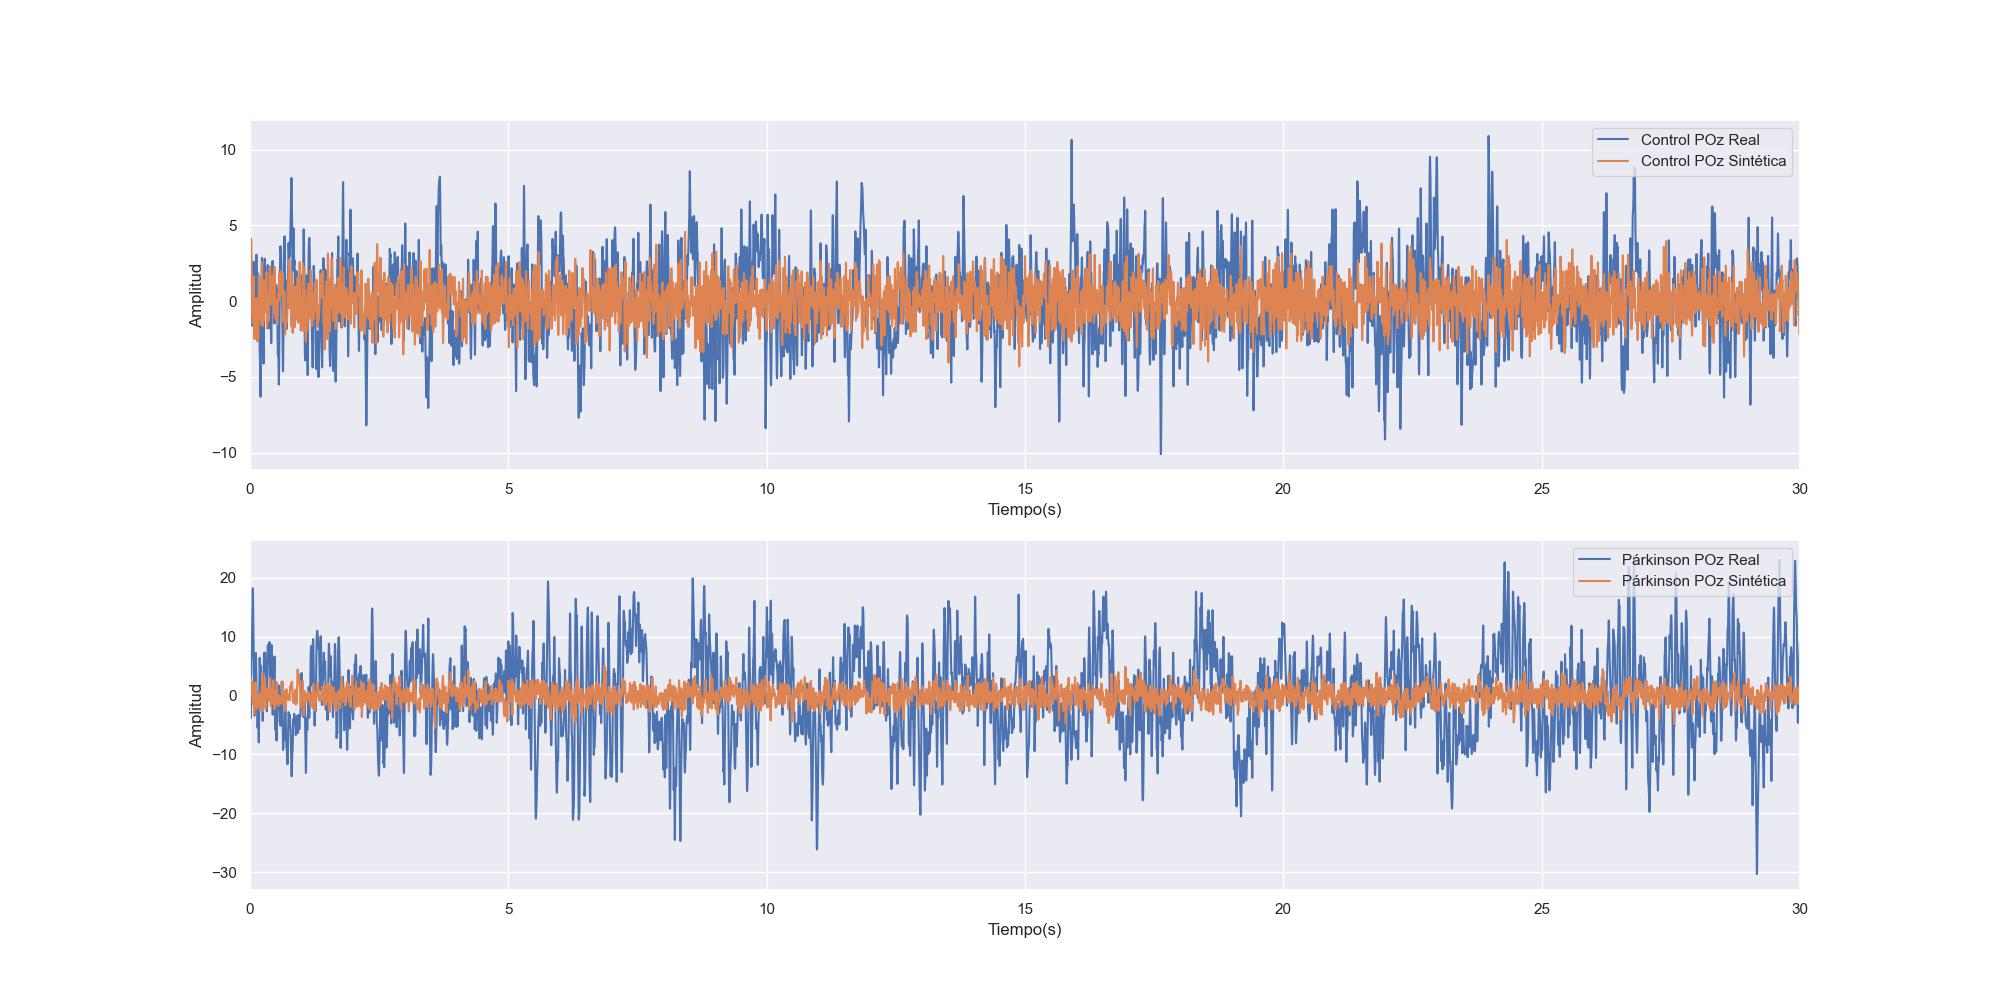 10
5
0
−5
−10
Amplitud
Control POz Real
Control POz Sintética
0 5 10 15 20 25 30
Tiempo(s)
20
10
0
−10
−20
−30
Amplitud
Párkinson POz Real
Párkinson POz Sintética
0 5 10 15 20 25 30
Tiempo(s)